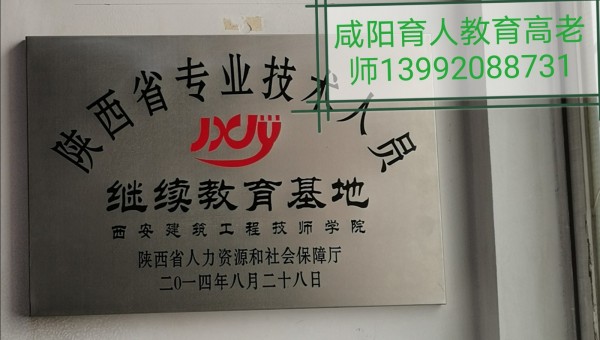 咸阳育人教育高老
师13992088731
陕西省专业技术人员
JXJY
继续教育基地
西安建筑工程技师学院
陕西省人力资源和社会保障厅
二〇一四年八月二十八日